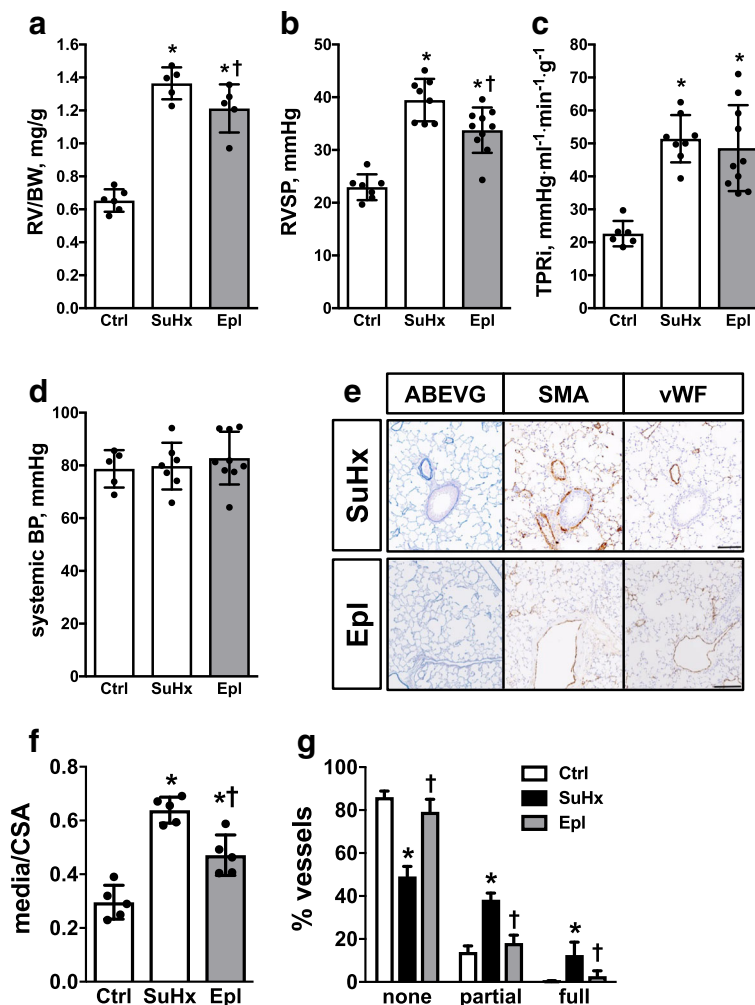 a
RV/BW, mg/g
1.6
1.4
1.2
1.0
0.8
0.6
0.4
0.2
0.0
*
*†
Ctrl SuHx Epl
b
RVSP, mmHg
50
40
30
20
10
0
*
*†
Ctrl SuHx Epl
c
TPRi, mmHg·ml⁻¹·min⁻¹·g⁻¹
80
70
60
50
40
30
20
10
0
*
*
Ctrl SuHx Epl
d
systemic BP, mmHg
100
80
60
40
20
0
Ctrl SuHx Epl
e
ABEVG SMA vWF
SuHx
Epl
f
media/CSA
0.8
0.6
0.4
0.2
0.0
*
*†
Ctrl SuHx Epl
g
% vessels
100
80
60
40
20
0
*
†
*
†
*
†
none partial full
Ctrl
SuHx
Epl